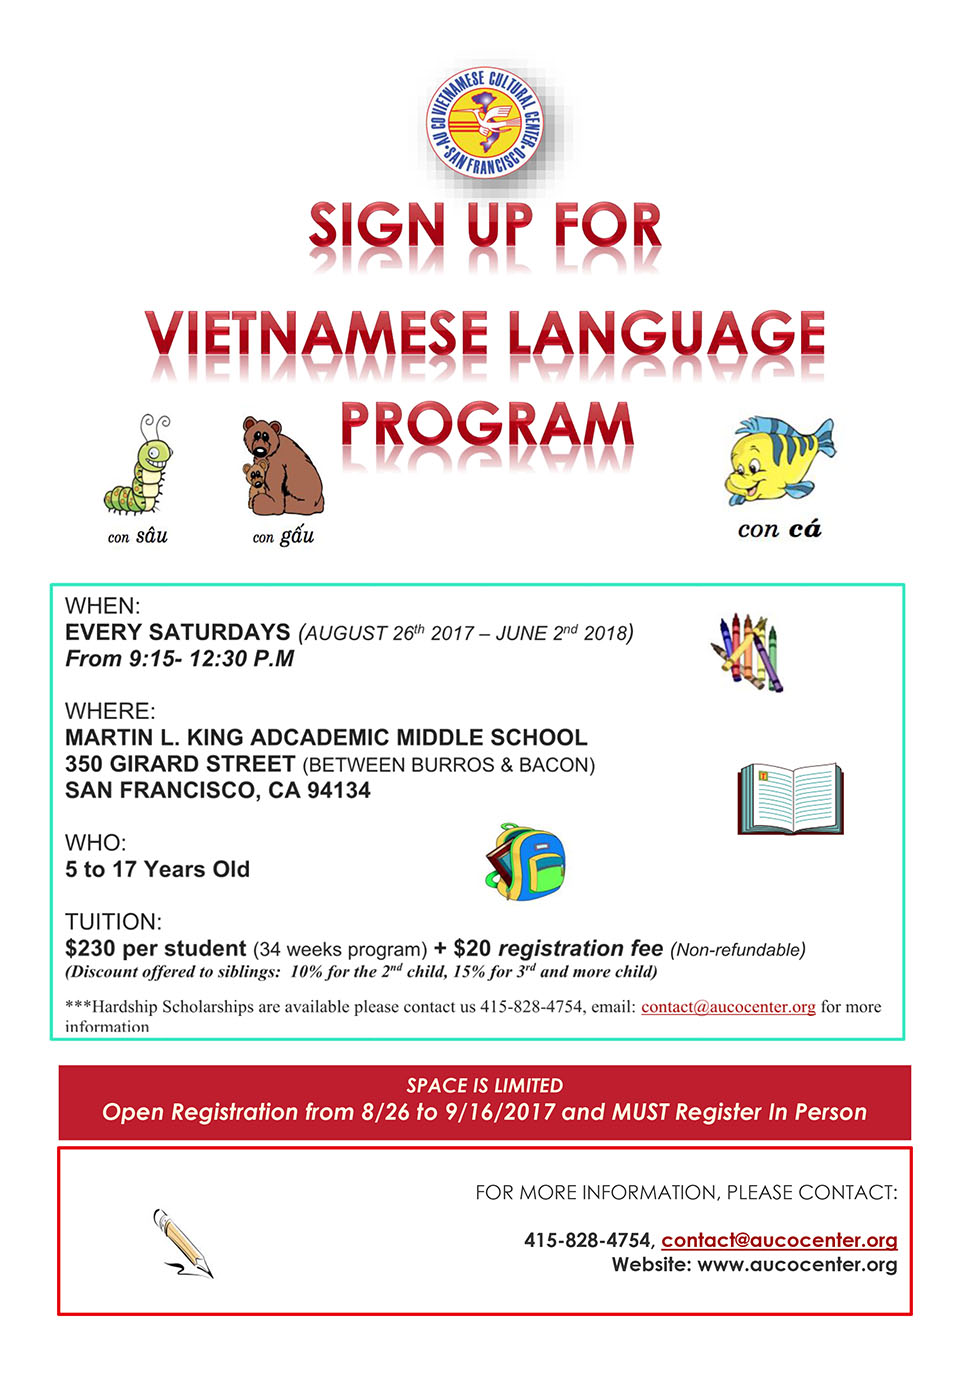 AU CO VIETNAMESE CULTURAL CENTER
• SAN FRANCISCO •
SIGN UP FOR
VIETNAMESE LANGUAGE
PROGRAM
con sâu
con gấu
con cá
WHEN:
EVERY SATURDAYS (AUGUST 26th 2017 – JUNE 2nd 2018)
From 9:15- 12:30 P.M
WHERE:
MARTIN L. KING ADCADEMIC MIDDLE SCHOOL
350 GIRARD STREET (BETWEEN BURROS & BACON)
SAN FRANCISCO, CA 94134
WHO:
5 to 17 Years Old
TUITION:
$230 per student (34 weeks program) + $20 registration fee (Non-refundable)
(Discount offered to siblings: 10% for the 2nd child, 15% for 3rd and more child)
***Hardship Scholarships are available please contact us 415-828-4754, email: contact@aucocenter.org for more
information
SPACE IS LIMITED
Open Registration from 8/26 to 9/16/2017 and MUST Register In Person
FOR MORE INFORMATION, PLEASE CONTACT:
415-828-4754, contact@aucocenter.org
Website: www.aucocenter.org